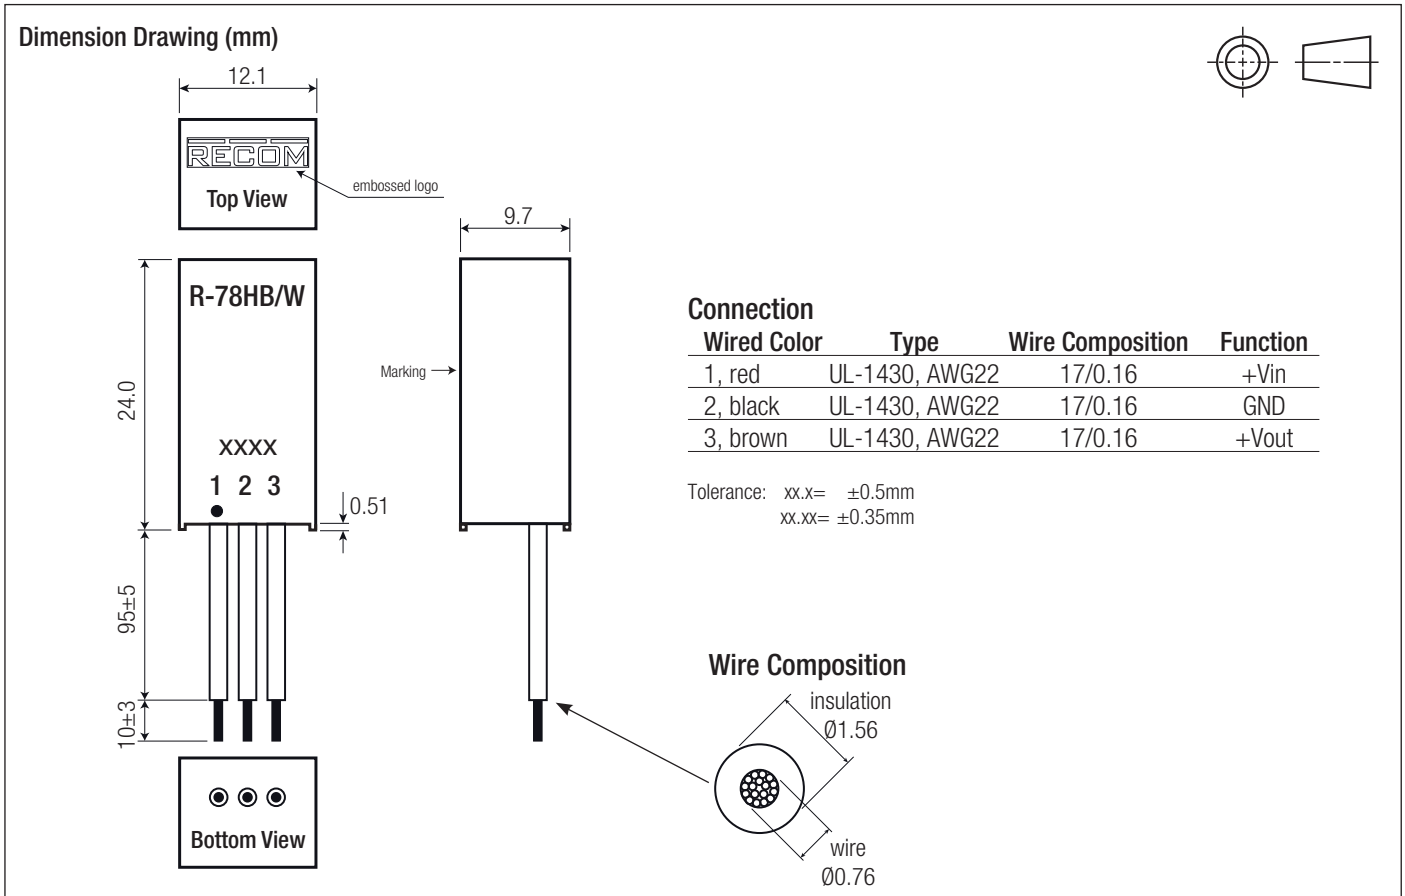 Dimension Drawing (mm)
12.1
RECOM
Top View
embossed logo
9.7
R-78HB/W
24.0
Marking
XXXX
1 2 3
0.51
95±5
10±3
Bottom View
Connection
Wired Color Type Wire Composition Function
1, red UL-1430, AWG22 17/0.16 +Vin
2, black UL-1430, AWG22 17/0.16 GND
3, brown UL-1430, AWG22 17/0.16 +Vout
Tolerance: xx.x= ±0.5mm
xx.xx= ±0.35mm
Wire Composition
insulation
Ø1.56
wire
Ø0.76